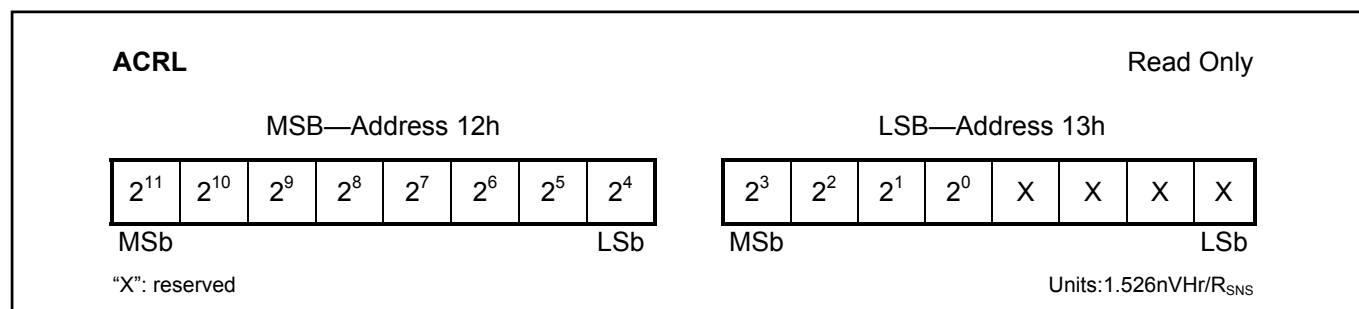 ACRL Read Only
MSB—Address 12h LSB—Address 13h
2¹¹ 2¹⁰ 2⁹ 2⁸ 2⁷ 2⁶ 2⁵ 2⁴ 2³ 2² 2¹ 2⁰ X X X X
MSb LSb MSb LSb
“X”: reserved Units:1.526nVHr/R_SNS